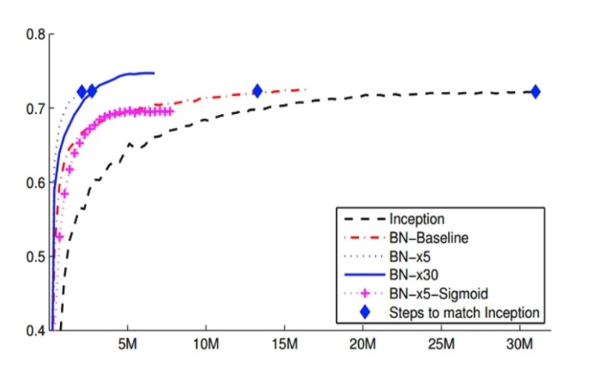 0.8
0.7
0.6
0.5
0.4
5M 10M 15M 20M 25M 30M
Inception
BN-Baseline
BN-x5
BN-x30
BN-x5-Sigmoid
Steps to match Inception